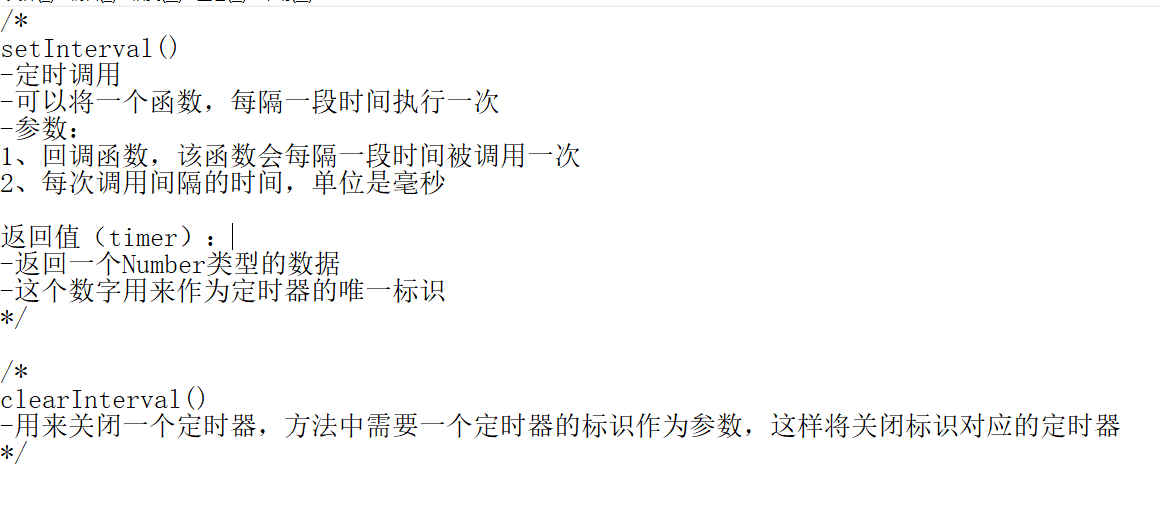 /*
setInterval()
-定时调用
-可以将一个函数，每隔一段时间执行一次
-参数：
1、回调函数，该函数会每隔一段时间被调用一次
2、每次调用间隔的时间，单位是毫秒
返回值（timer）：
-返回一个Number类型的数据
-这个数字用来作为定时器的唯一标识
*/
/*
clearInterval()
-用来关闭一个定时器，方法中需要一个定时器的标识作为参数，这样将关闭标识对应的定时器
*/